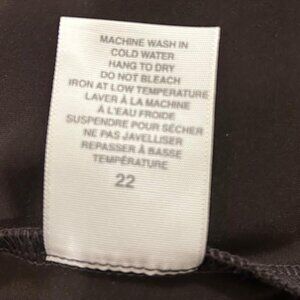 MACHINE WASH IN
COLD WATER
HANG TO DRY
DO NOT BLEACH
IRON AT LOW TEMPERATURE
LAVER À LA MACHINE
À L'EAU FROIDE
SUSPENDRE POUR SÉCHER
NE PAS JAVELLISER
REPASSER À BASSE
TEMPÉRATURE
22